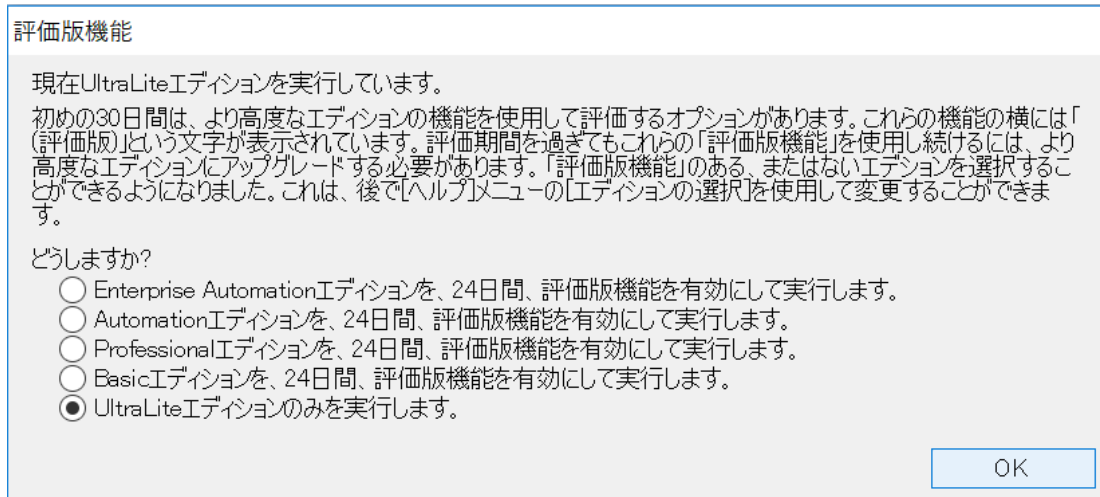 評価版機能
現在UltraLiteエディションを実行しています。
初めの30日間は、より高度なエディションの機能を使用して評価するオプションがあります。これらの機能の横には「
(評価版)」という文字が表示されています。評価期間を過ぎてもこれらの「評価版機能」を使用し続けるには、より
高度なエディションにアップグレードする必要があります。「評価版機能」のある、またはないエデションを選択するこ
とができるようになりました。これは、後で[ヘルプ]メニューの[エディションの選択]を使用して変更することができま
す。
どうしますか?
Enterprise Automationエディションを、24日間、評価版機能を有効にして実行します。
Automationエディションを、24日間、評価版機能を有効にして実行します。
Professionalエディションを、24日間、評価版機能を有効にして実行します。
Basicエディションを、24日間、評価版機能を有効にして実行します。
UltraLiteエディションのみを実行します。
OK